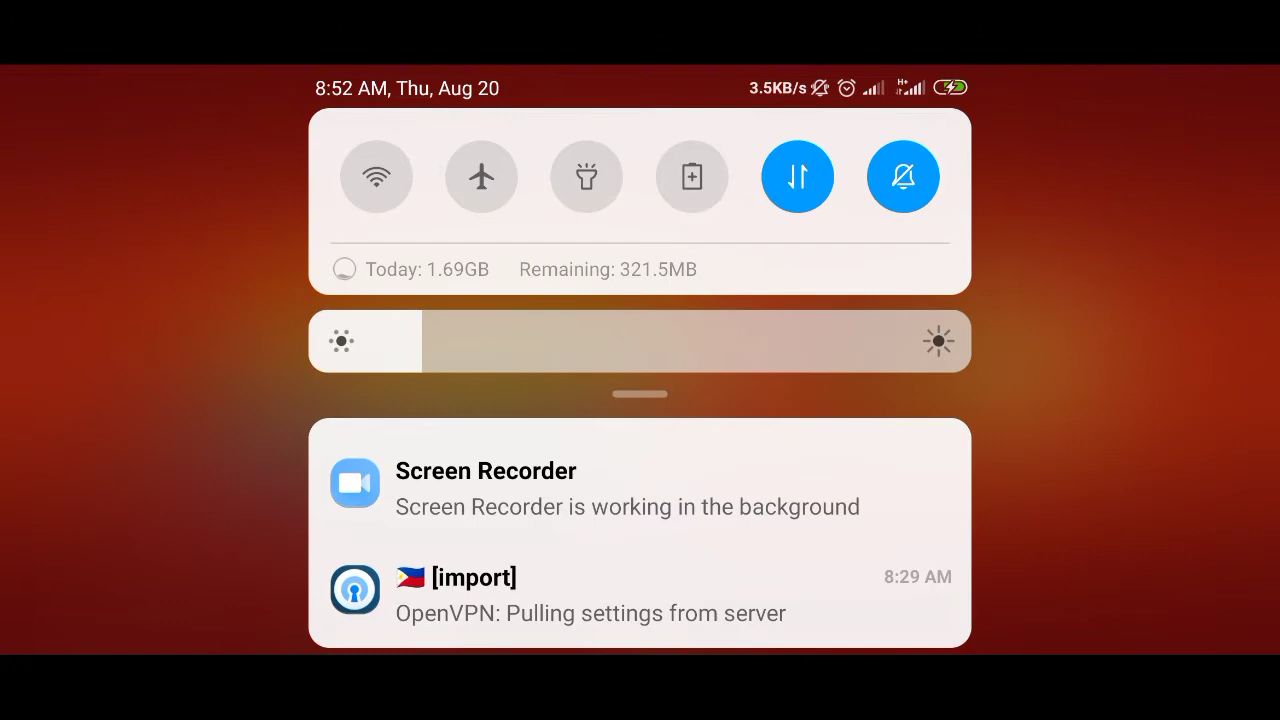 8:52 AM, Thu, Aug 20 3.5KB/s H+
Today: 1.69GB Remaining: 321.5MB
Screen Recorder
Screen Recorder is working in the background
🇵🇭 [import] 8:29 AM
OpenVPN: Pulling settings from server